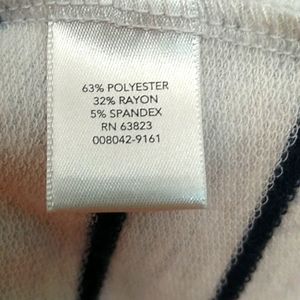 63% POLYESTER
32% RAYON
5% SPANDEX
RN 63823
008042-9161